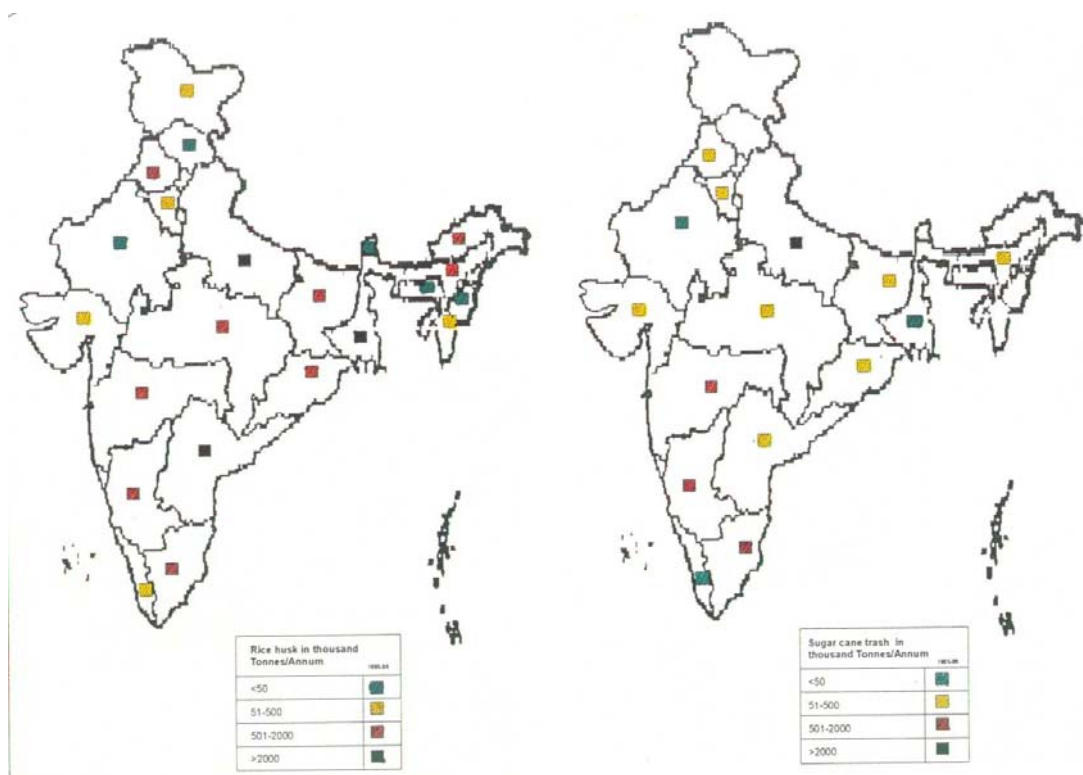 Rice husk in thousand
Tonnes/Annum
<50
51-500
501-2000
>2000
Sugar cane trash in
thousand Tonnes/Annum
<50
51-500
501-2000
>2000